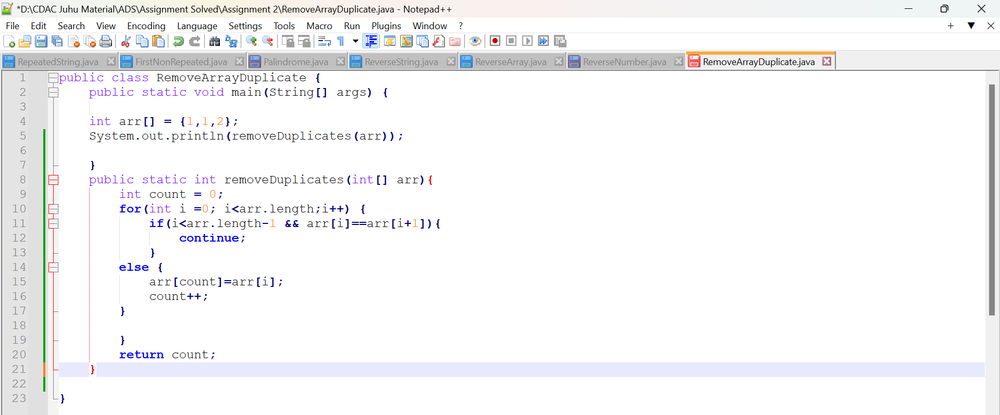 *D:\CDAC Juhu Material\ADS\Assignment Solved\Assignment 2\RemoveArrayDuplicate.java - Notepad++
File Edit Search View Encoding Language Settings Tools Macro Run Plugins Window ?
RepeatedString.java FirstNonRepeated.java Palindrome.java ReverseString.java ReverseArray.java ReverseNumber.java RemoveArrayDuplicate.java
1 public class RemoveArrayDuplicate {
2     public static void main(String[] args) {
3
4     int arr[] = {1,1,2};
5     System.out.println(removeDuplicates(arr));
6
7     }
8     public static int removeDuplicates(int[] arr){
9         int count = 0;
10         for(int i =0; i<arr.length;i++) {
11             if(i<arr.length-1 && arr[i]==arr[i+1]){
12                 continue;
13             }
14         else {
15             arr[count]=arr[i];
16             count++;
17         }
18
19         }
20         return count;
21     }
22
23 }